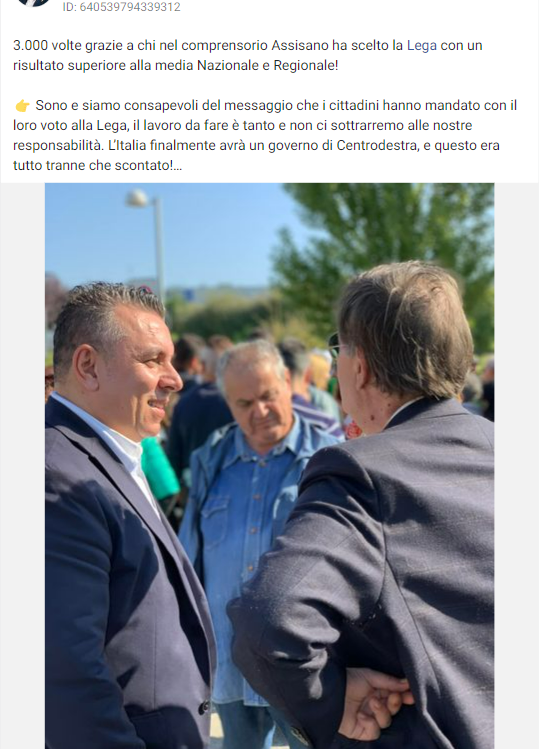 ID: 640539794339312
3.000 volte grazie a chi nel comprensorio Assisano ha scelto la Lega con un
risultato superiore alla media Nazionale e Regionale!
👉 Sono e siamo consapevoli del messaggio che i cittadini hanno mandato con il
loro voto alla Lega, il lavoro da fare è tanto e non ci sottrarremo alle nostre
responsabilità. L'Italia finalmente avrà un governo di Centrodestra, e questo era
tutto tranne che scontato!...